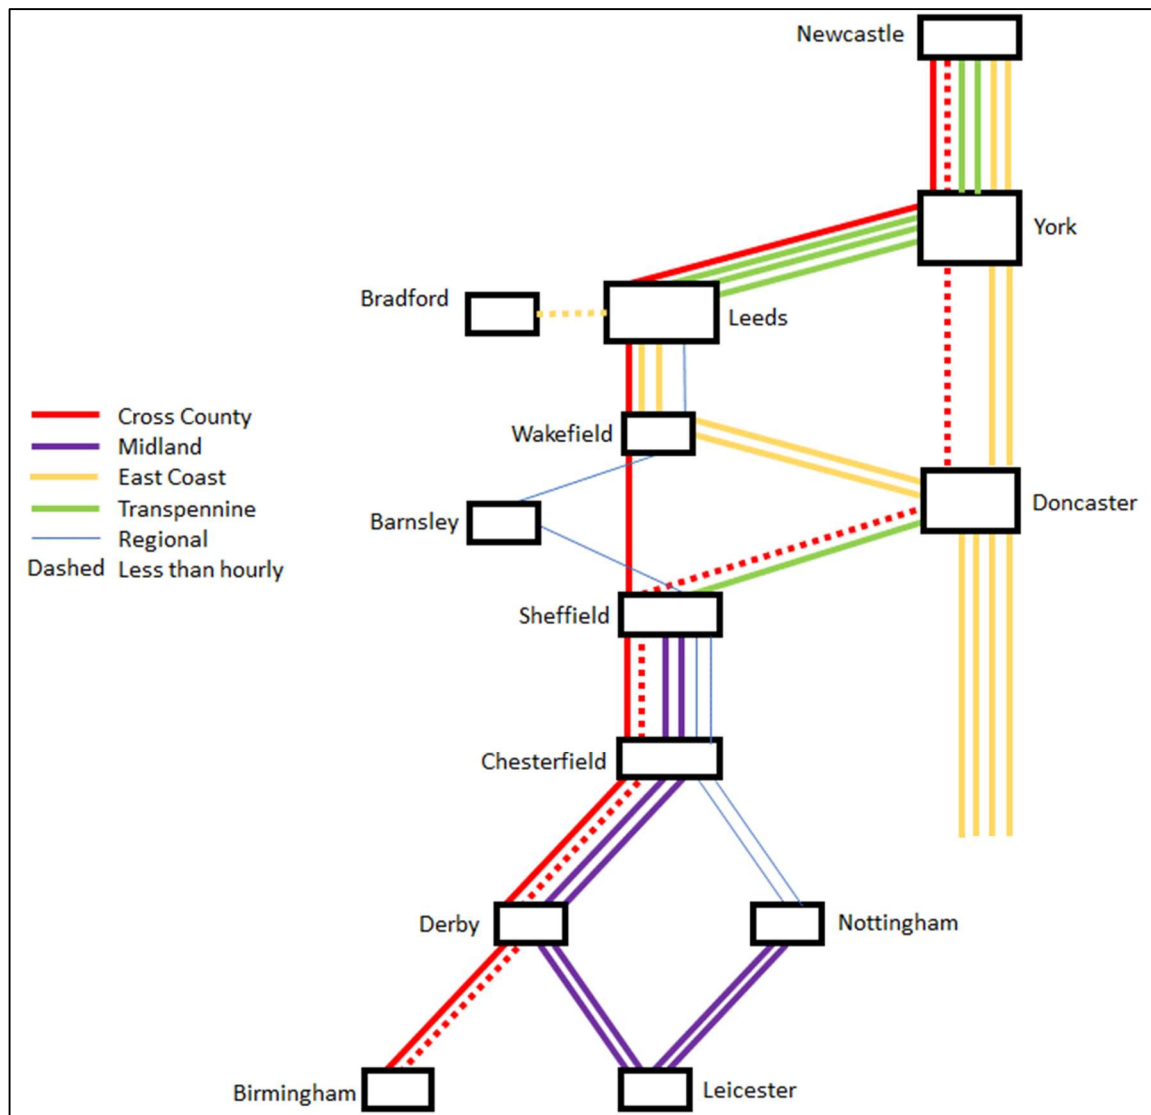 Newcastle
York
Bradford
Leeds
Cross County
Midland
East Coast
Transpennine
Regional
Dashed Less than hourly
Wakefield
Barnsley
Doncaster
Sheffield
Chesterfield
Derby
Nottingham
Birmingham
Leicester